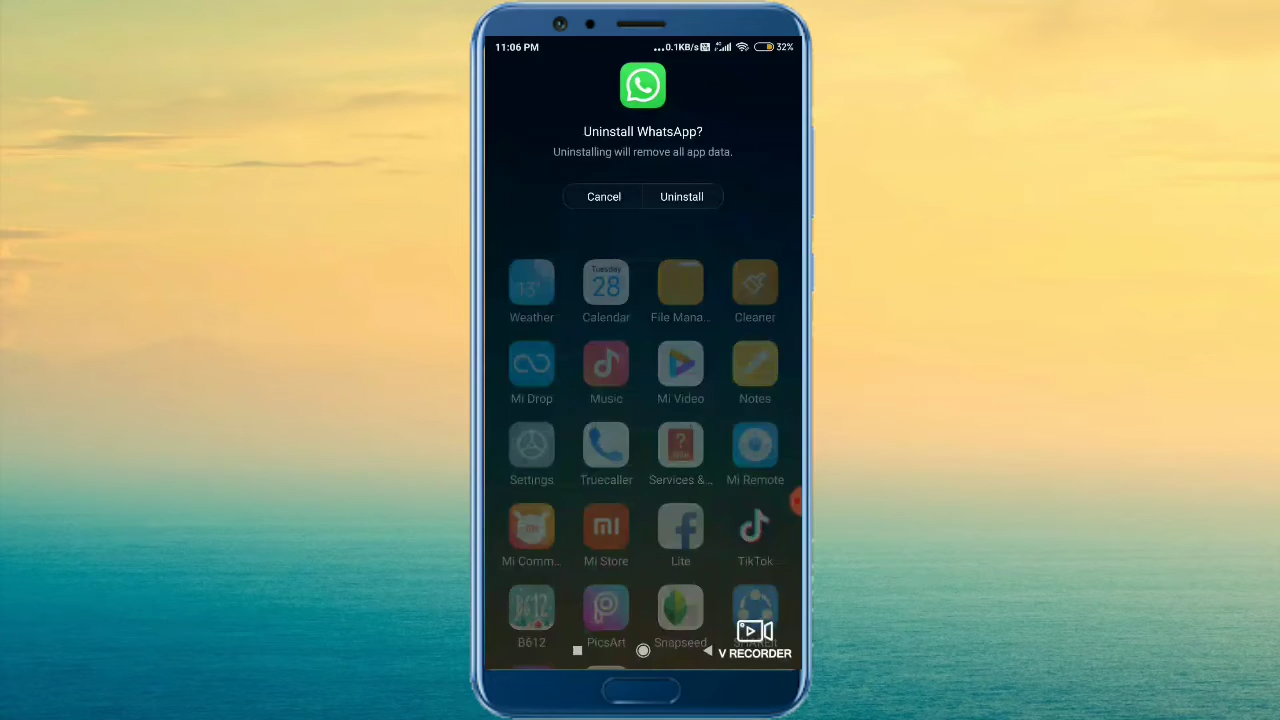 11:06 PM ...0.1KB/s 32%
Uninstall WhatsApp?
Uninstalling will remove all app data.
Cancel Uninstall
13° Tuesday 28
Weather Calendar File Mana... Cleaner
Mi Drop Music Mi Video Notes
Settings Truecaller Services &... Mi Remote
Mi Comm... Mi Store Lite TikTok
B612
B612 PicsArt Snapseed
V RECORDER